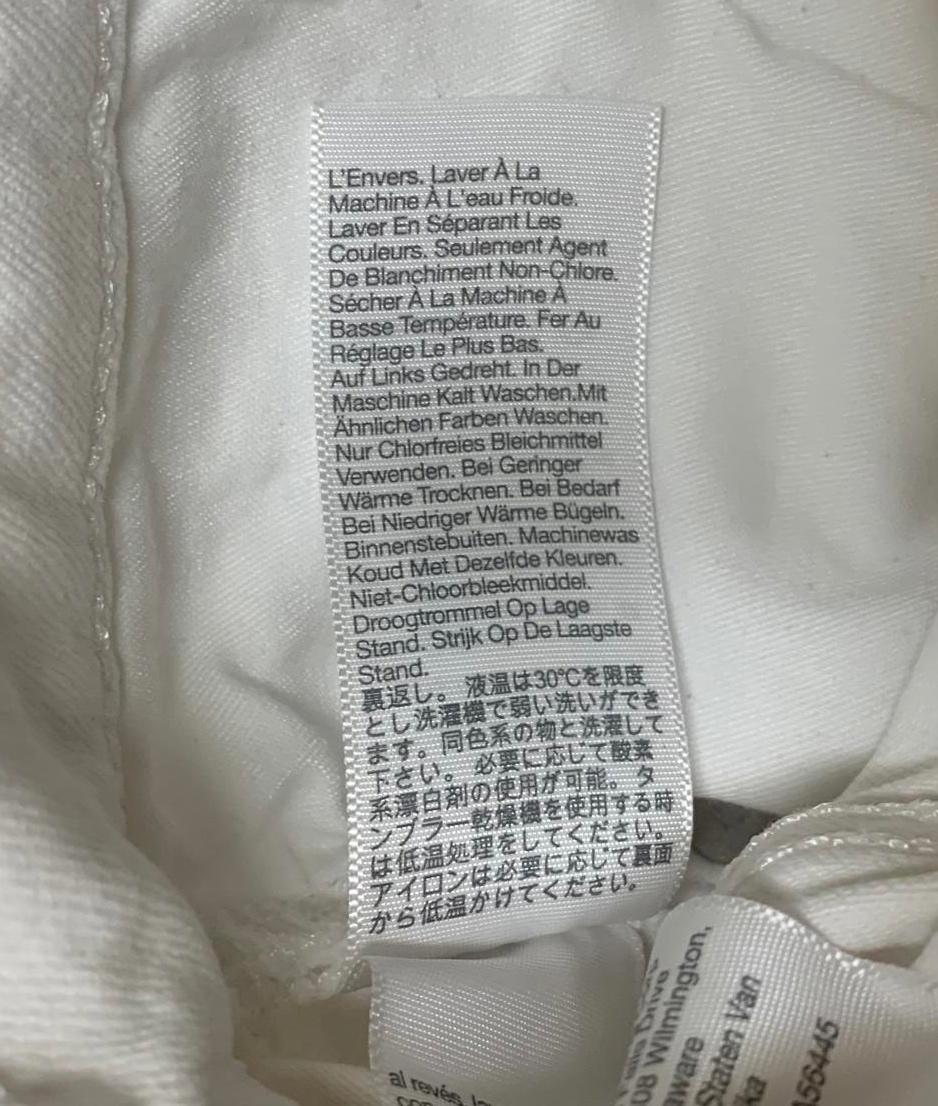 L'Envers. Laver À La
Machine À L'eau Froide.
Laver En Séparant Les
Couleurs. Seulement Agent
De Blanchiment Non-Chlore.
Sécher À La Machine À
Basse Température. Fer Au
Réglage Le Plus Bas.
Auf Links Gedreht. In Der
Maschine Kalt Waschen.Mit
Ähnlichen Farben Waschen.
Nur Chlorfreies Bleichmittel
Verwenden. Bei Geringer
Wärme Trocknen. Bei Bedarf
Bei Niedriger Wärme Bügeln.
Binnenstebuiten. Machinewas
Koud Met Dezelfde Kleuren.
Niet-Chloorbleekmiddel.
Droogtrommel Op Lage
Stand. Strijk Op De Laagste
Stand.
裏返し。 液温は30℃を限度
とし洗濯機で弱い洗いができ
ます。同色系の物と洗濯して
下さい。 必要に応じて酸素
系漂白剤の使用が可能。タ
ンブラー乾燥機を使用する時
は低温処理をしてください。
アイロンは必要に応じて裏面
から低温かけてください。
al revés.
08 Wilmington,
aware
Staten Van
ka
A56445